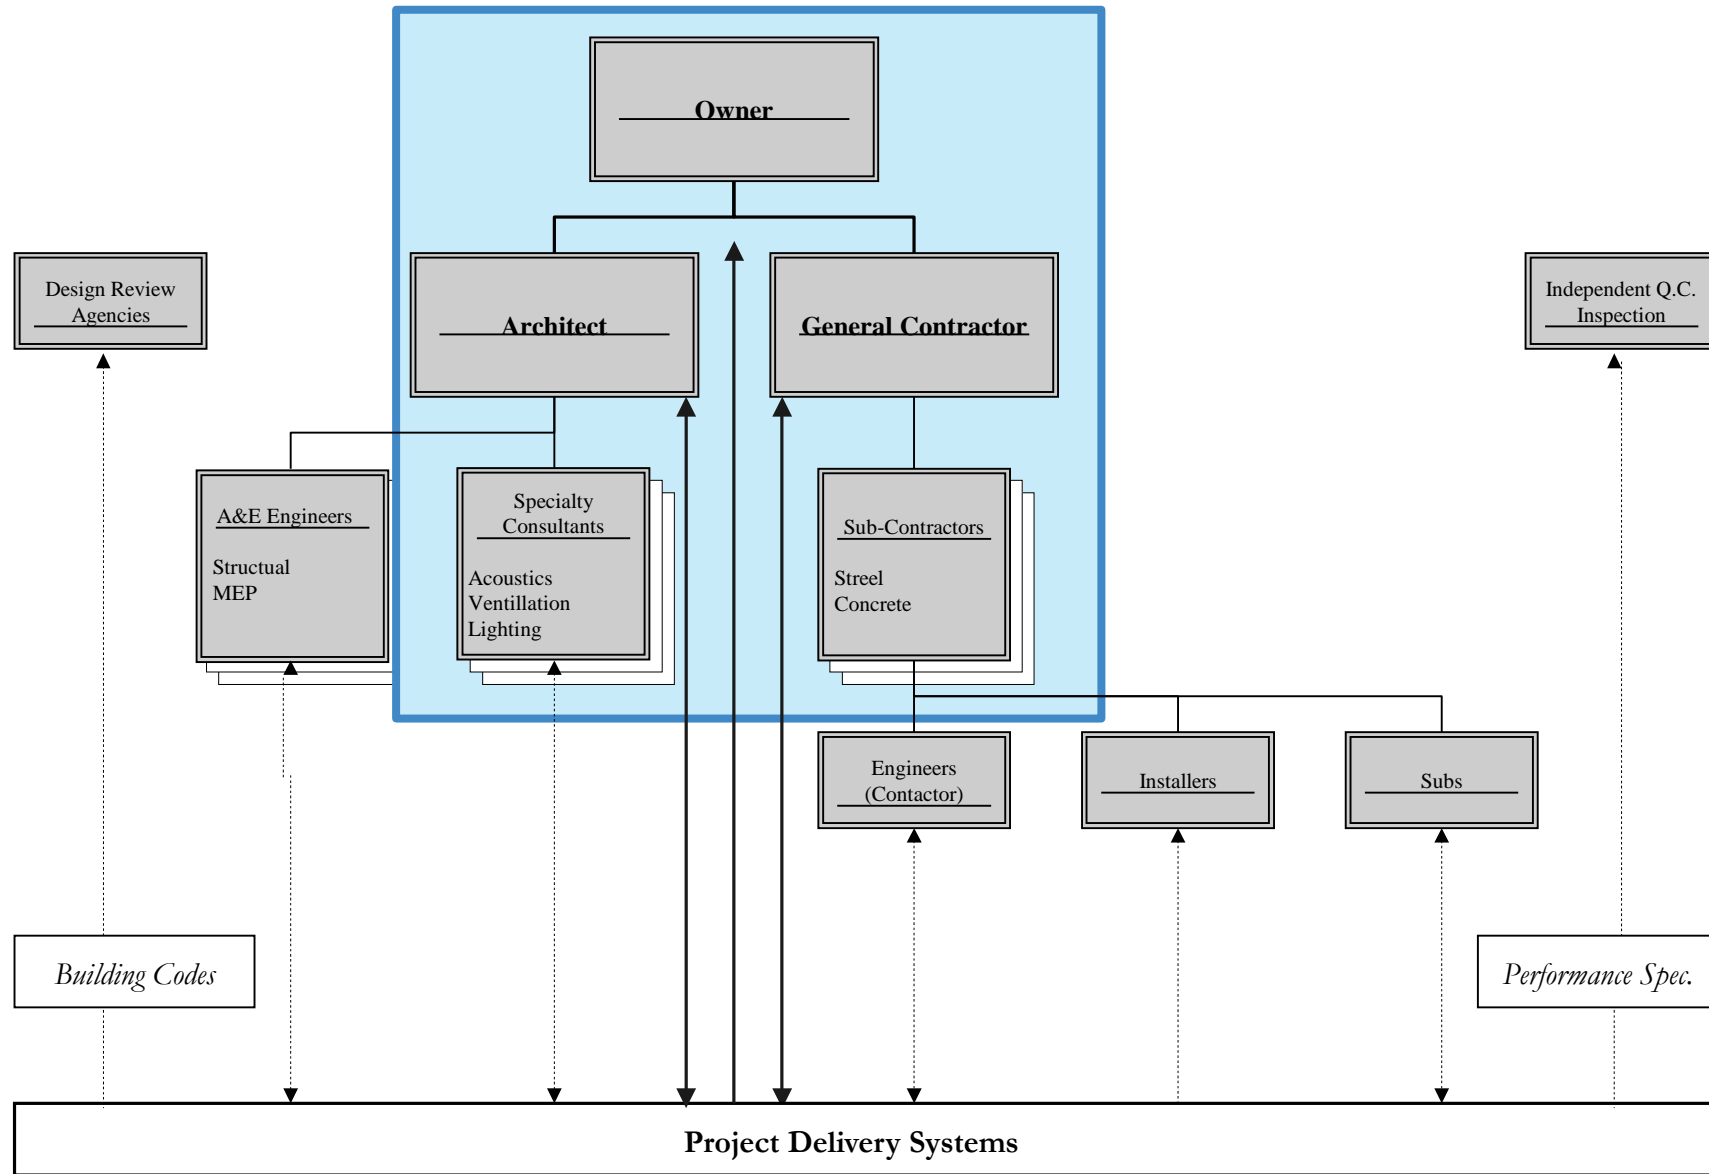 Owner
Design Review
Agencies
Architect
General Contractor
Independent Q.C.
Inspection
A&E Engineers
Structual
MEP
Specialty
Consultants
Acoustics
Ventillation
Lighting
Sub-Contractors
Streel
Concrete
Engineers
(Contactor)
Installers
Subs
Building Codes
Performance Spec.
Project Delivery Systems